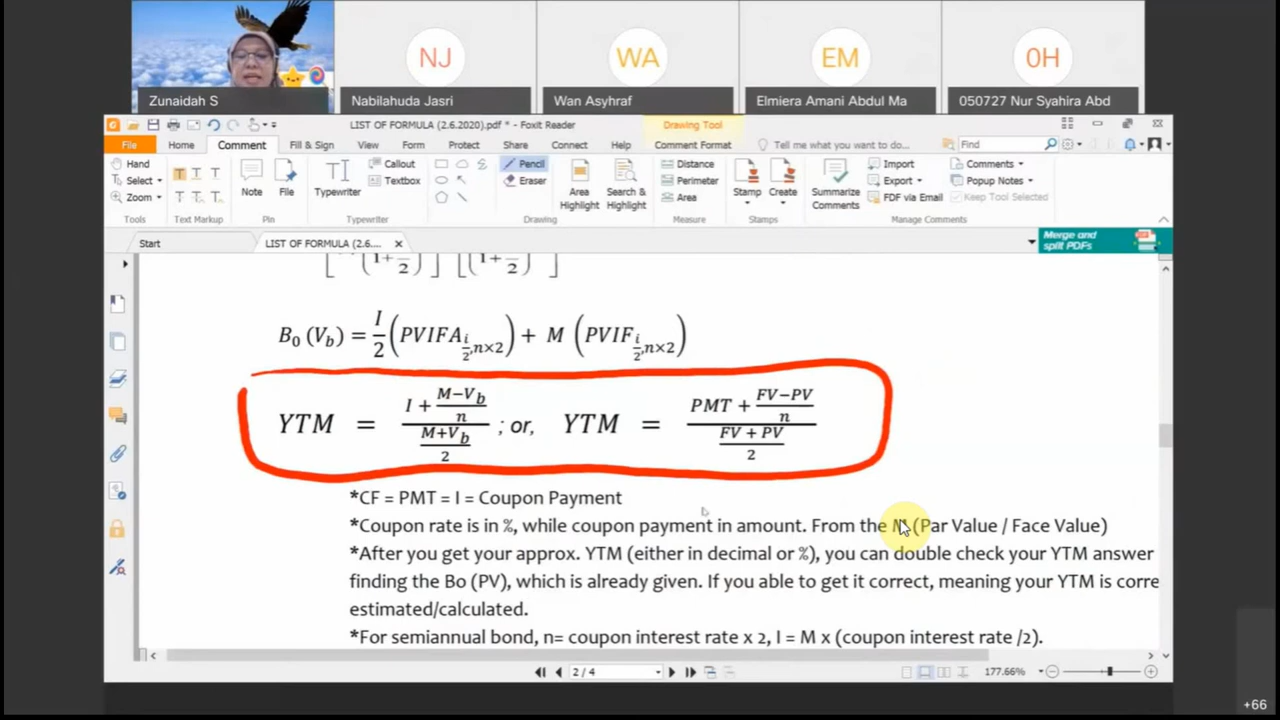 NJ
WA
EM
0H
Zunaidah S
Nabilahuda Jasri
Wan Asyhraf
Elmiera Amani Abdul Ma
050727 Nur Syahira Abd
LIST OF FORMULA (2.6.2020).pdf * - Foxit Reader
Drawing Tool
File Home Comment Fill & Sign View Form Protect Share Connect Help Comment Format Tell me what you want to do... Find
Hand
Select
Zoom
Tools
T T T
T T T
Text Markup
Note
File
Pin
Typewriter
Callout
Textbox
Typewriter
Pencil
Eraser
Drawing
Area Highlight
Search & Highlight
Distance
Perimeter
Area
Measure
Stamp
Create
Stamps
Summarize Comments
Import
Export
FDF via Email
Comments
Popup Notes
Keep Tool Selected
Manage Comments
Start
LIST OF FORMULA (2.6....
Merge and split PDFs
[ (1+ /2) ] [ (1+ /2) ]
B₀ (V_b) = I/2 (PVIFA i/2,n×2) + M (PVIF i/2,n×2)
YTM = (I + (M−V_b)/n) / ((M+V_b)/2) ; or, YTM = (PMT + (FV−PV)/n) / ((FV + PV)/2)
*CF = PMT = I = Coupon Payment
*Coupon rate is in %, while coupon payment in amount. From the (Par Value / Face Value)
*After you get your approx. YTM (either in decimal or %), you can double check your YTM answer
finding the Bo (PV), which is already given. If you able to get it correct, meaning your YTM is corre
estimated/calculated.
*For semiannual bond, n= coupon interest rate x 2, I = M x (coupon interest rate /2).
2 / 4
177.66%
+66